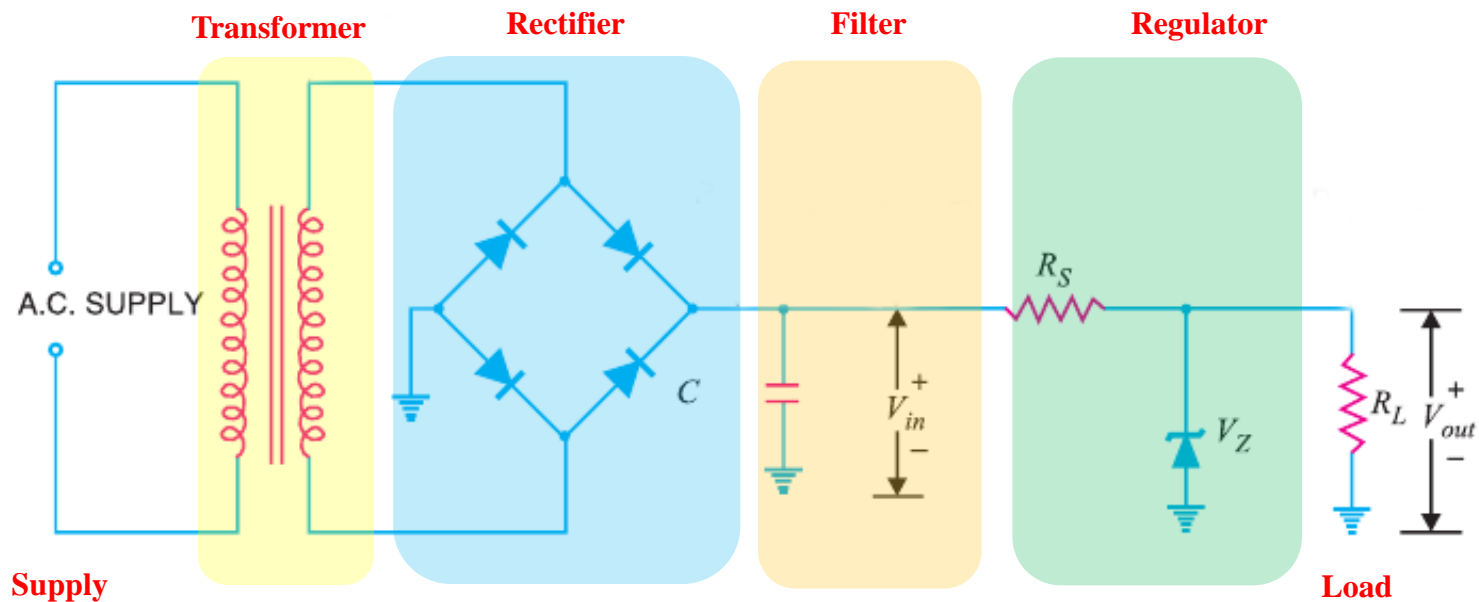 Transformer
Rectifier
Filter
Regulator
A.C. SUPPLY
R_S
C
+
V_in
−
V_Z
R_L
+
V_out
−
Supply
Load